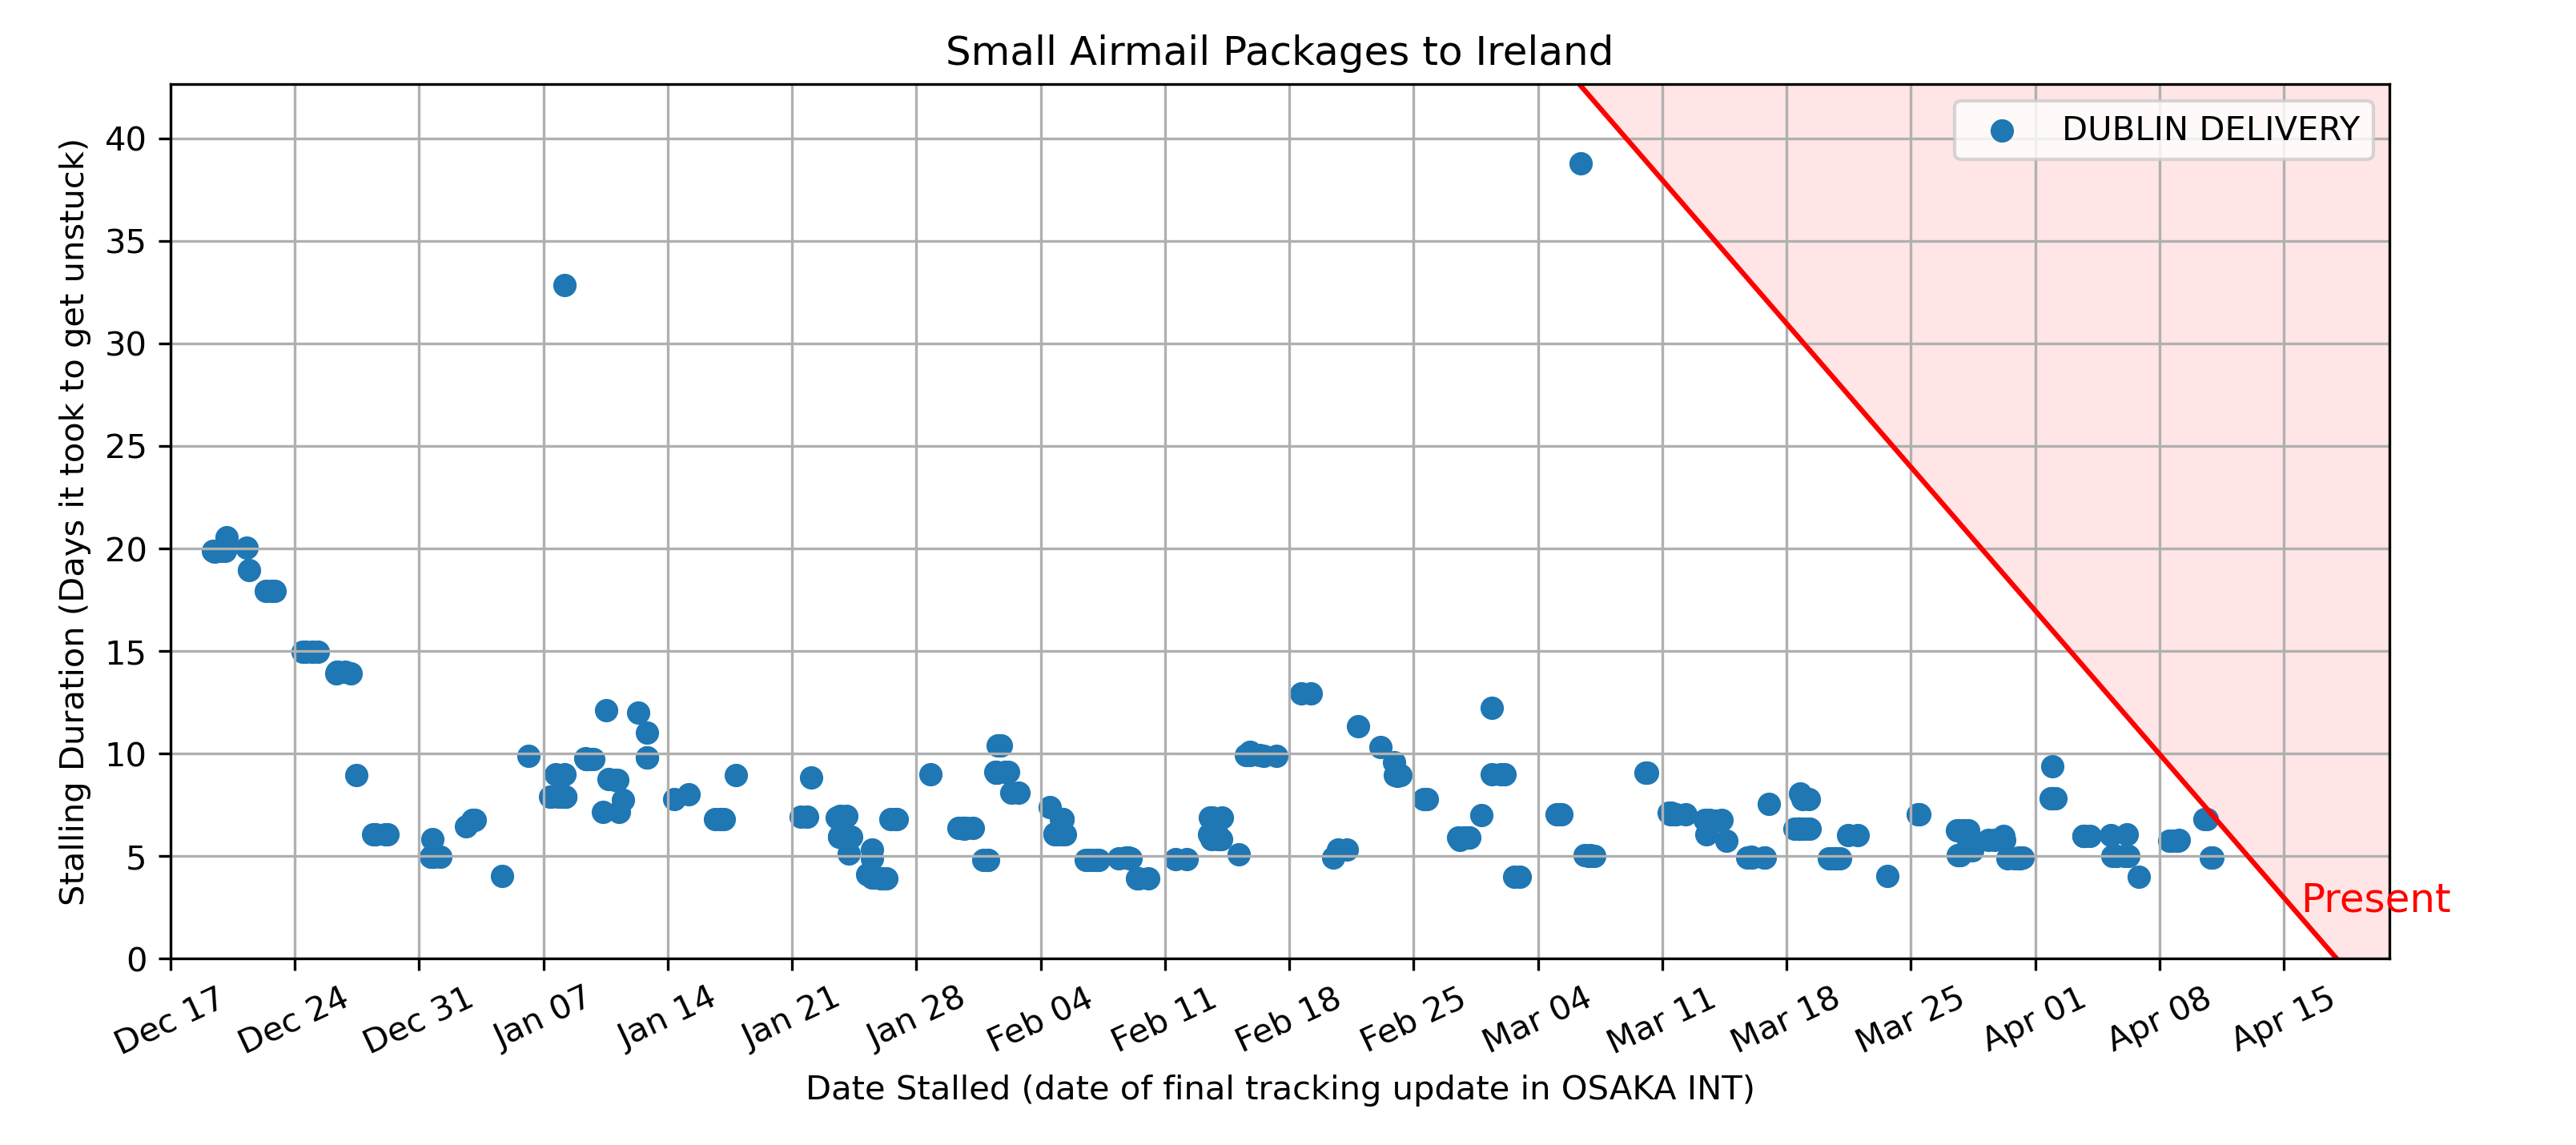 Small Airmail Packages to Ireland
DUBLIN DELIVERY
Stalling Duration (Days it took to get unstuck)
40
35
30
25
20
15
10
5
0
Present
Dec 17
Dec 24
Dec 31
Jan 07
Jan 14
Jan 21
Jan 28
Feb 04
Feb 11
Feb 18
Feb 25
Mar 04
Mar 11
Mar 18
Mar 25
Apr 01
Apr 08
Apr 15
Date Stalled (date of final tracking update in OSAKA INT)